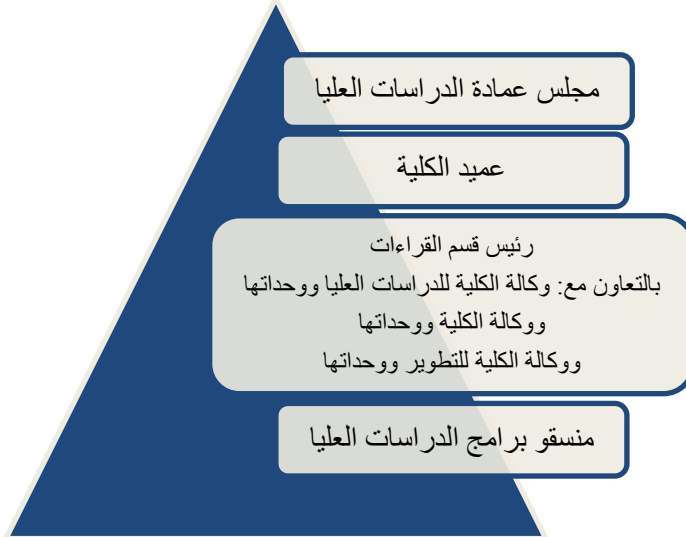 مجلس عمادة الدراسات العليا
عميد الكلية
رئيس قسم القراءات
بالتعاون مع: وكالة الكلية للدراسات العليا ووحداتها
ووكالة الكلية ووحداتها
ووكالة الكلية للتطوير ووحداتها
منسقو برامج الدراسات العليا